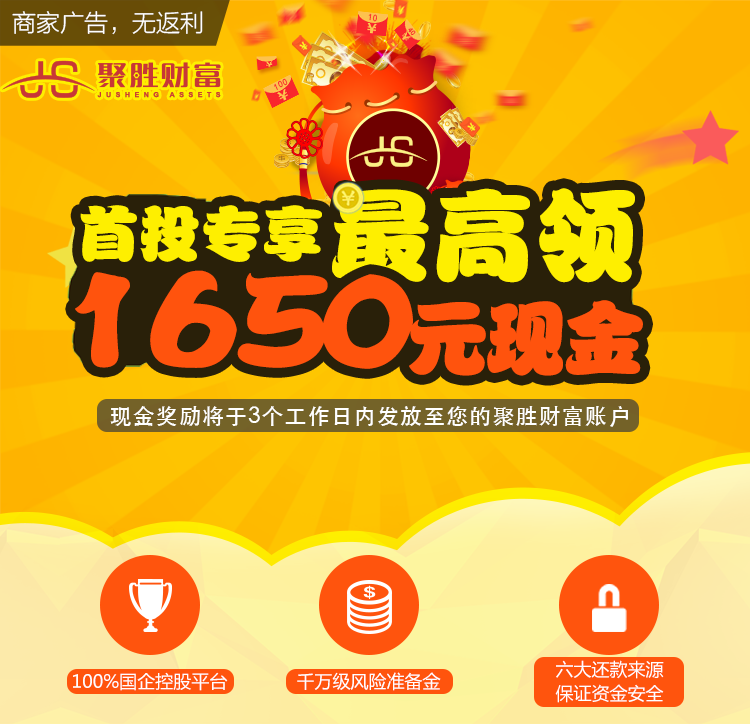 商家广告，无返利
JS 聚胜财富
JUSHENG ASSETS
10
100
JS
首投专享最高领
1650元现金
现金奖励将于3个工作日内发放至您的聚胜财富账户
100%国企控股平台
千万级风险准备金
六大还款来源
保证资金安全